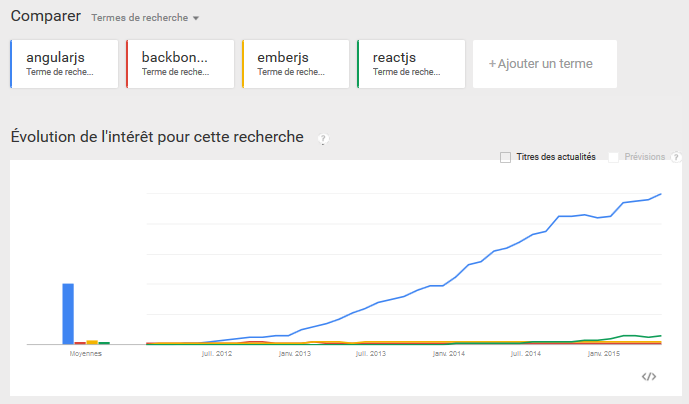 Comparer Termes de recherche
angularjs backbon... emberjs reactjs +Ajouter un terme
Terme de reche... Terme de reche... Terme de reche... Terme de reche...
Évolution de l'intérêt pour cette recherche ?
Titres des actualités Prévisions ?
Moyennes juil. 2012 janv. 2013 juil. 2013 janv. 2014 juil. 2014 janv. 2015
</>